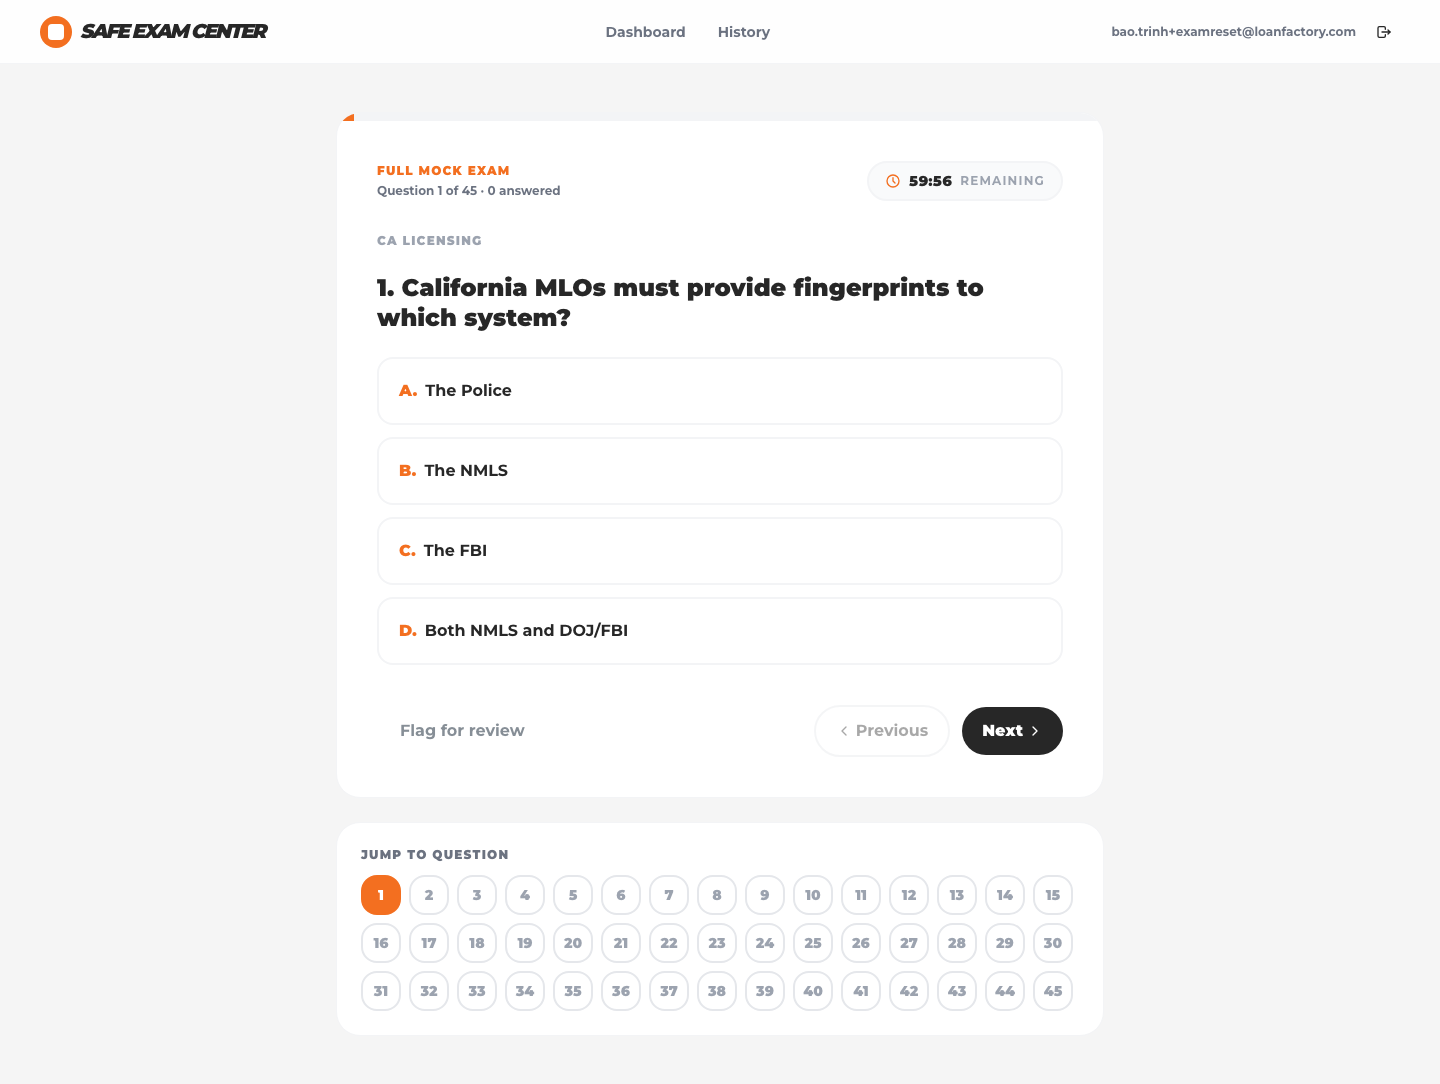 SAFE EXAM CENTER
Dashboard
History
bao.trinh+examreset@loanfactory.com
FULL MOCK EXAM
Question 1 of 45 · 0 answered
59:56 REMAINING
CA LICENSING
1. California MLOs must provide fingerprints to
which system?
A. The Police
B. The NMLS
C. The FBI
D. Both NMLS and DOJ/FBI
Flag for review
Previous
Next
JUMP TO QUESTION
1 2 3 4 5 6 7 8 9 10 11 12 13 14 15
16 17 18 19 20 21 22 23 24 25 26 27 28 29 30
31 32 33 34 35 36 37 38 39 40 41 42 43 44 45